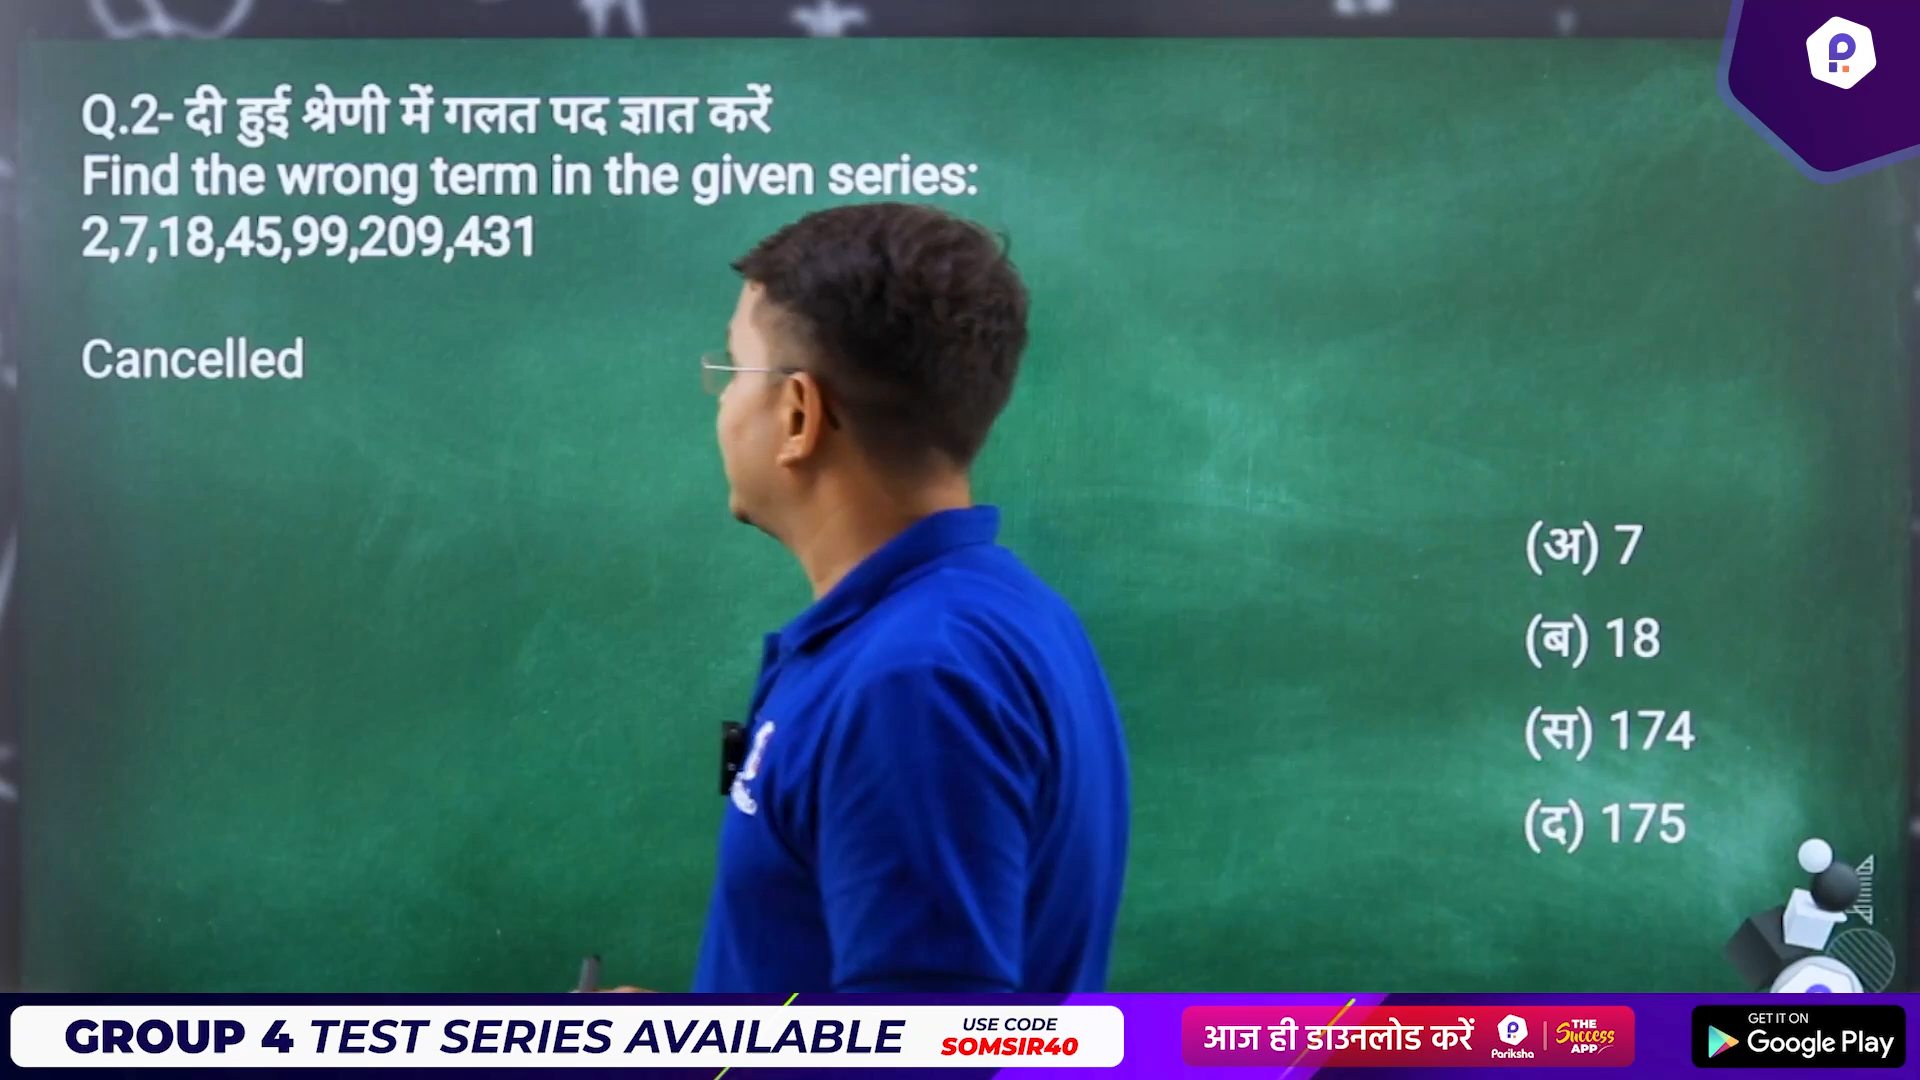 Q.2- दी हुई श्रेणी में गलत पद ज्ञात करें
Find the wrong term in the given series:
2,7,18,45,99,209,431
Cancelled
(अ) 7
(ब) 18
(स) 174
(द) 175
GROUP 4 TEST SERIES AVAILABLE
USE CODE
SOMSIR40
आज ही डाउनलोड करें
Pariksha
THE
Success
APP
GET IT ON
Google Play